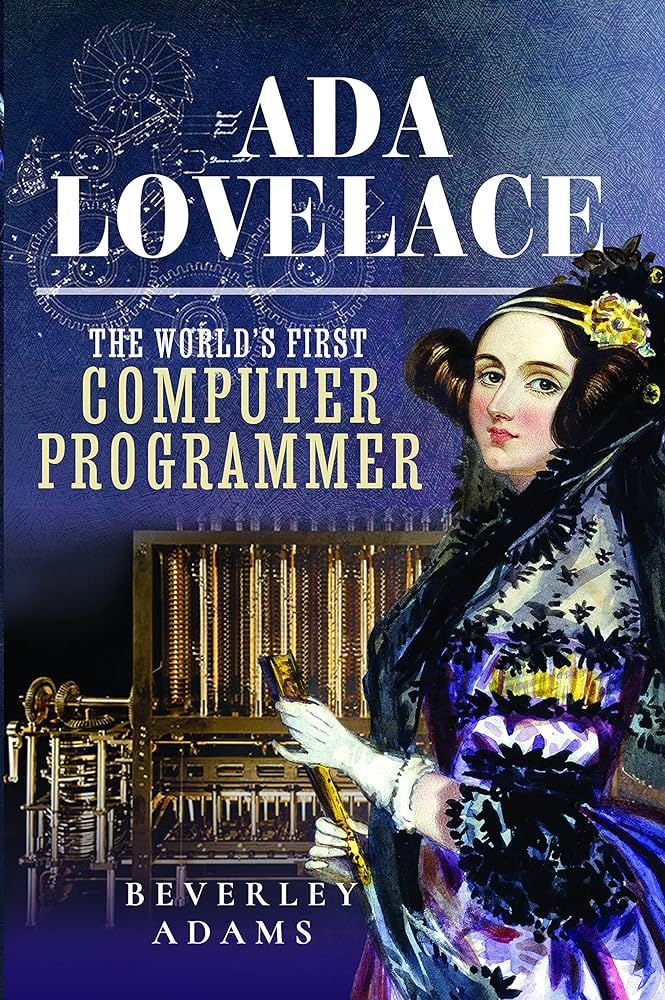 ADA
LOVELACE
THE WORLD'S FIRST
COMPUTER
PROGRAMMER
BEVERLEY
ADAMS